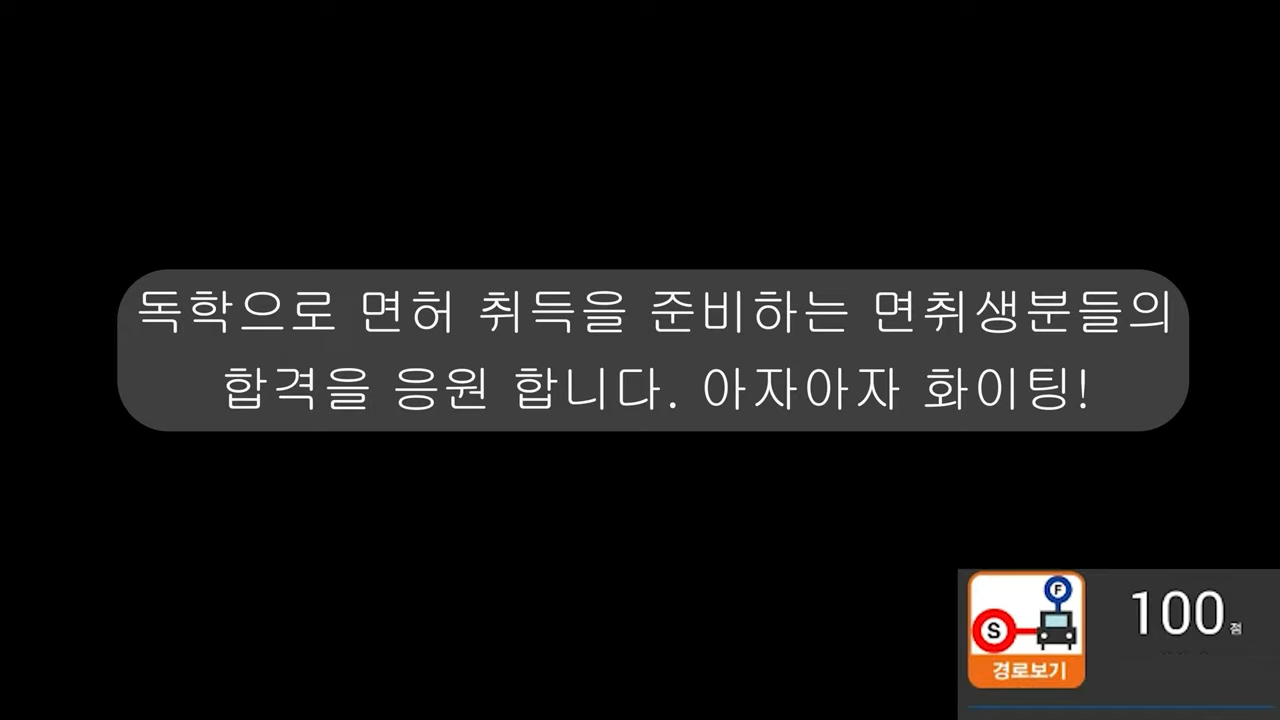 독학으로 면허 취득을 준비하는 면취생분들의
합격을 응원 합니다. 아자아자 화이팅!
F
S
100점
경로보기